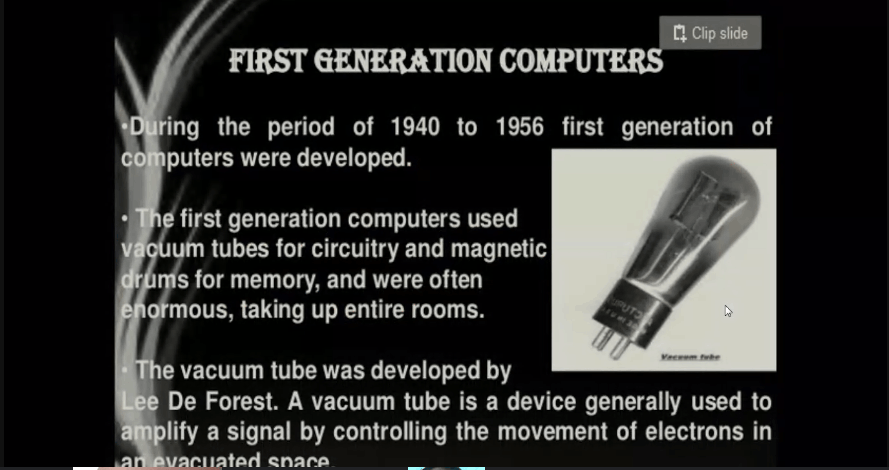 Clip slide
FIRST GENERATION COMPUTERS
•During the period of 1940 to 1956 first generation of
computers were developed.
• The first generation computers used
vacuum tubes for circuitry and magnetic
drums for memory, and were often
enormous, taking up entire rooms.
• The vacuum tube was developed by
Lee De Forest. A vacuum tube is a device generally used to
amplify a signal by controlling the movement of electrons in
an evacuated space.
Vacuum tube